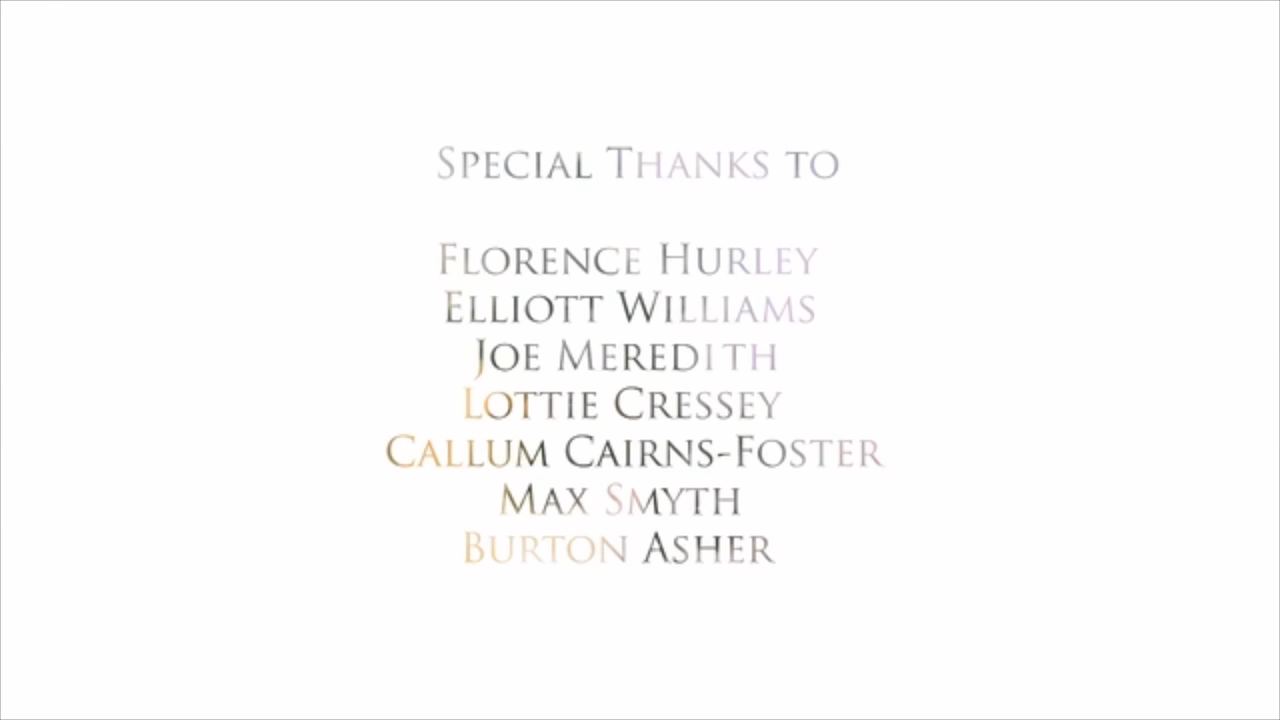 Special Thanks to
Florence Hurley
Elliott Williams
Joe Meredith
Lottie Cressey
Callum Cairns-Foster
Max Smyth
Burton Asher